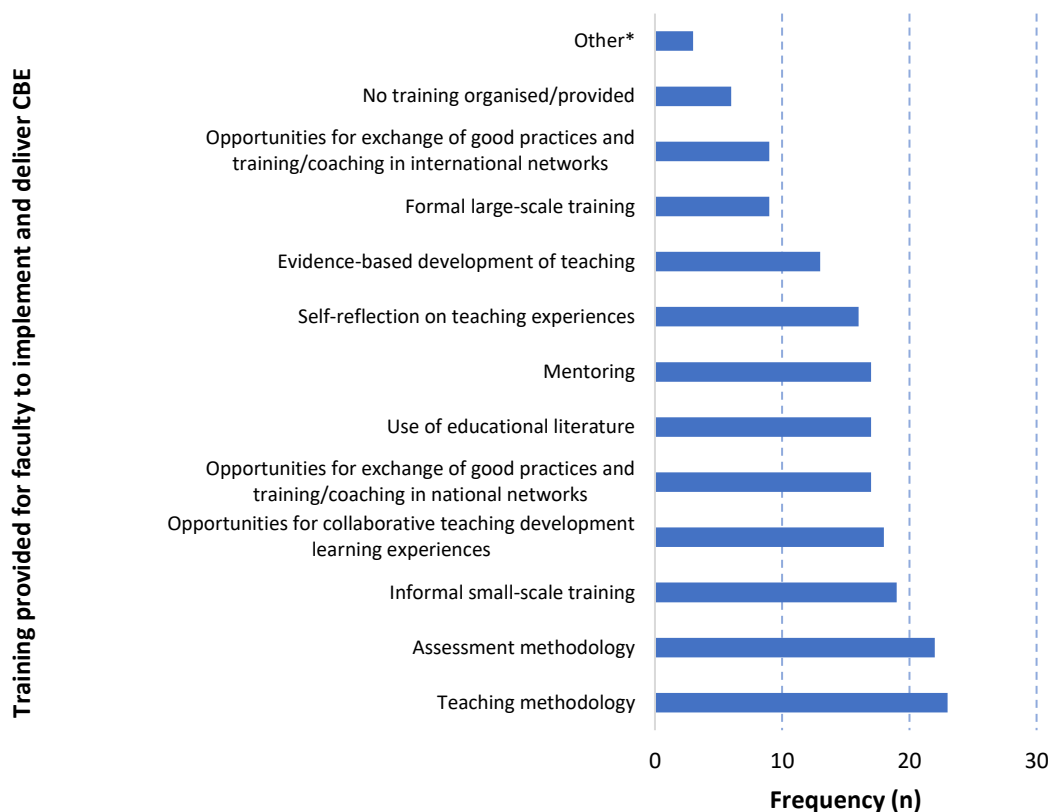 Training provided for faculty to implement and deliver CBE
Other*
No training organised/provided
Opportunities for exchange of good practices and
training/coaching in international networks
Formal large-scale training
Evidence-based development of teaching
Self-reflection on teaching experiences
Mentoring
Use of educational literature
Opportunities for exchange of good practices and
training/coaching in national networks
Opportunities for collaborative teaching development
learning experiences
Informal small-scale training
Assessment methodology
Teaching methodology
0 10 20 30
Frequency (n)